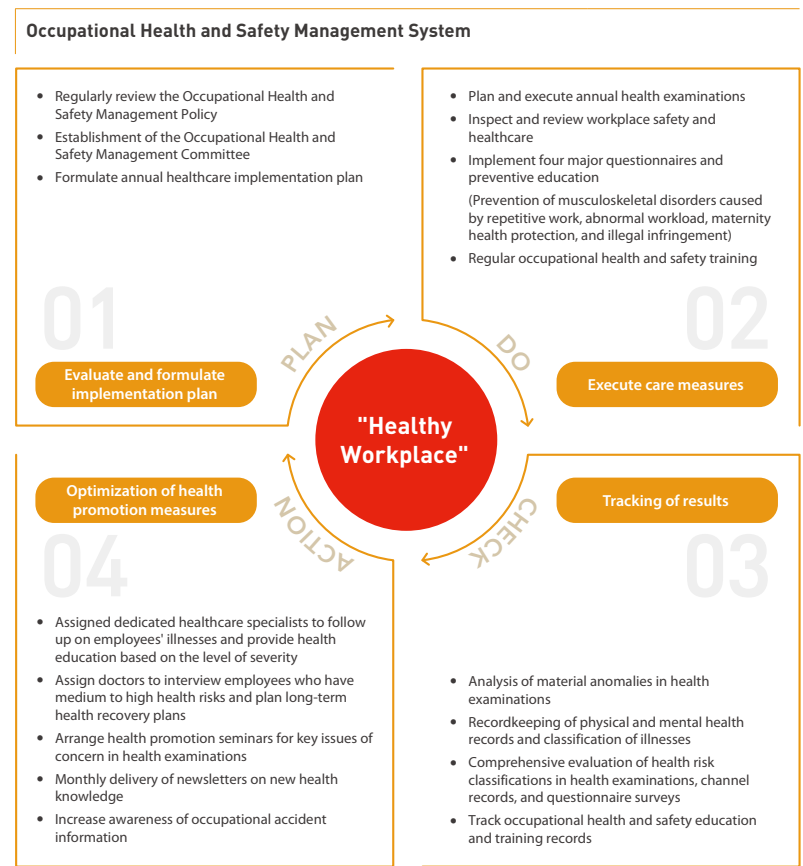 Occupational Health and Safety Management System
• Regularly review the Occupational Health and
Safety Management Policy
• Establishment of the Occupational Health and
Safety Management Committee
• Formulate annual healthcare implementation plan
01
Evaluate and formulate
implementation plan
PLAN
• Plan and execute annual health examinations
• Inspect and review workplace safety and
healthcare
• Implement four major questionnaires and
preventive education
(Prevention of musculoskeletal disorders caused
by repetitive work, abnormal workload, maternity
health protection, and illegal infringement)
• Regular occupational health and safety training
02
DO
Execute care measures
"Healthy
Workplace"
Tracking of results
CHECK
03
• Analysis of material anomalies in health
examinations
• Recordkeeping of physical and mental health
records and classification of illnesses
• Comprehensive evaluation of health risk
classifications in health examinations, channel
records, and questionnaire surveys
• Track occupational health and safety education
and training records
Optimization of health
promotion measures
ACTION
04
• Assigned dedicated healthcare specialists to follow
up on employees' illnesses and provide health
education based on the level of severity
• Assign doctors to interview employees who have
medium to high health risks and plan long-term
health recovery plans
• Arrange health promotion seminars for key issues of
concern in health examinations
• Monthly delivery of newsletters on new health
knowledge
• Increase awareness of occupational accident
information